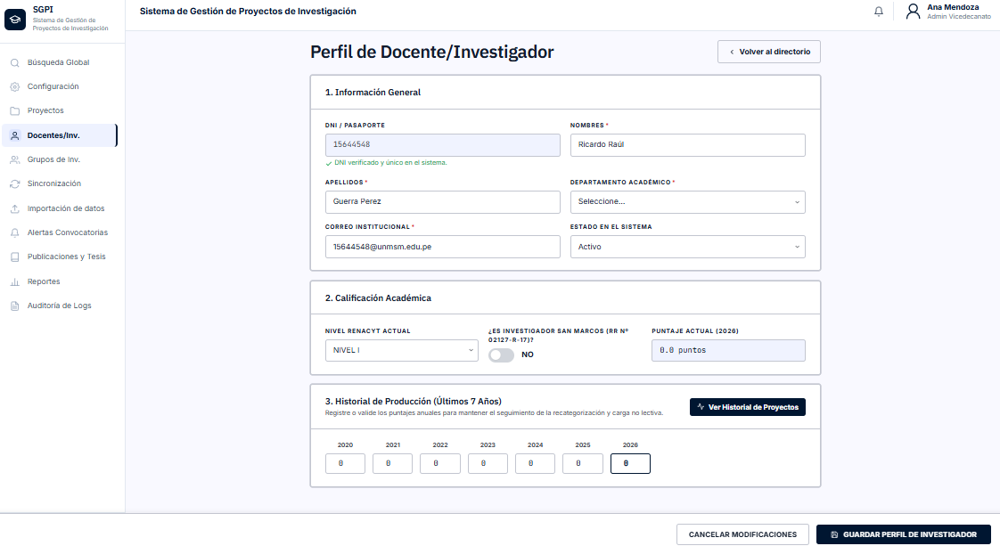 SGPI
Sistema de Gestión de
Proyectos de Investigación
Sistema de Gestión de Proyectos de Investigación
Ana Mendoza
Admin Vicedecanato
Búsqueda Global
Configuración
Proyectos
Docentes/Inv.
Grupos de Inv.
Sincronización
Importación de datos
Alertas Convocatorias
Publicaciones y Tesis
Reportes
Auditoría de Logs
Perfil de Docente/Investigador
‹ Volver al directorio
1. Información General
DNI / PASAPORTE
15644548
✓ DNI verificado y único en el sistema.
NOMBRES *
Ricardo Raúl
APELLIDOS *
Guerra Perez
DEPARTAMENTO ACADÉMICO *
Seleccione...
CORREO INSTITUCIONAL *
15644548@unmsm.edu.pe
ESTADO EN EL SISTEMA
Activo
2. Calificación Académica
NIVEL RENACYT ACTUAL
NIVEL I
¿ES INVESTIGADOR SAN MARCOS (RR Nº
02127-R-17)?
NO
PUNTAJE ACTUAL (2026)
0.0 puntos
3. Historial de Producción (Últimos 7 Años)
Registre o valide los puntajes anuales para mantener el seguimiento de la recategorización y carga no lectiva.
Ver Historial de Proyectos
2020 2021 2022 2023 2024 2025 2026
0 0 0 0 0 0 0
CANCELAR MODIFICACIONES
GUARDAR PERFIL DE INVESTIGADOR